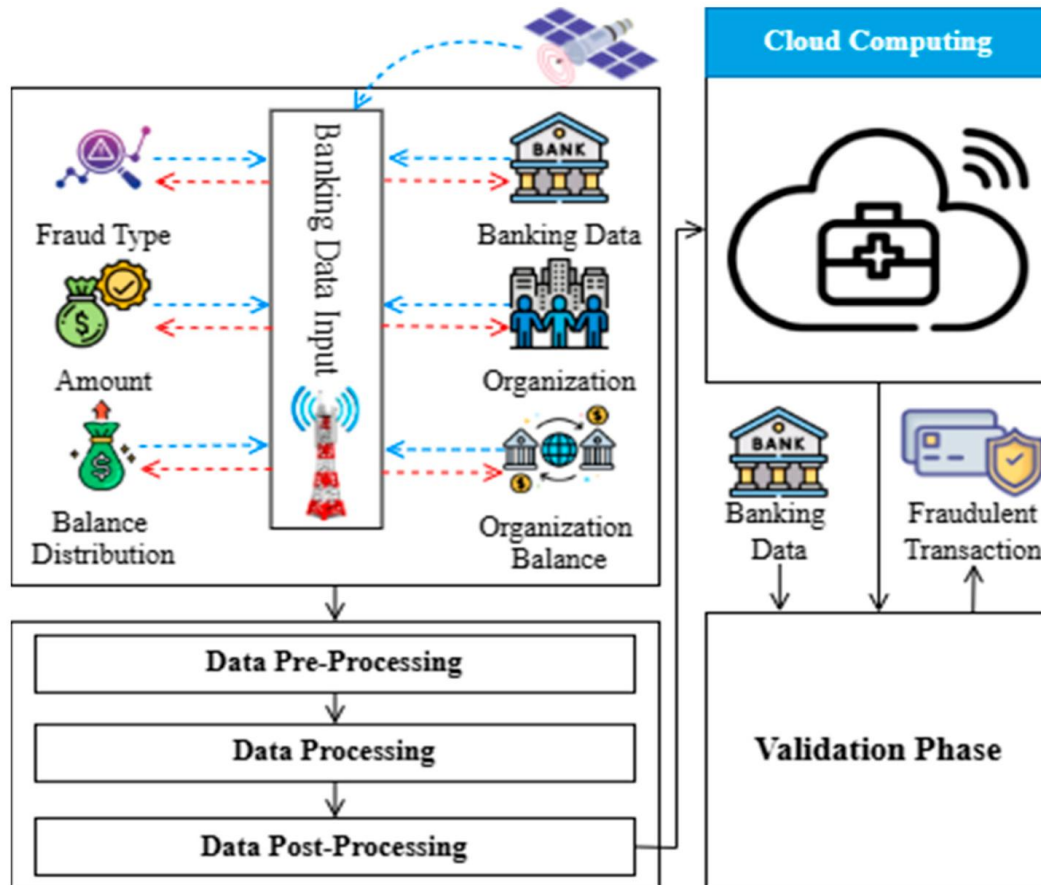 Cloud Computing
Banking Data Input
Fraud Type
BANK
Banking Data
Amount
Organization
Balance
Distribution
Organization
Balance
BANK
Banking
Data
Fraudulent
Transaction
Data Pre-Processing
Data Processing
Data Post-Processing
Validation Phase